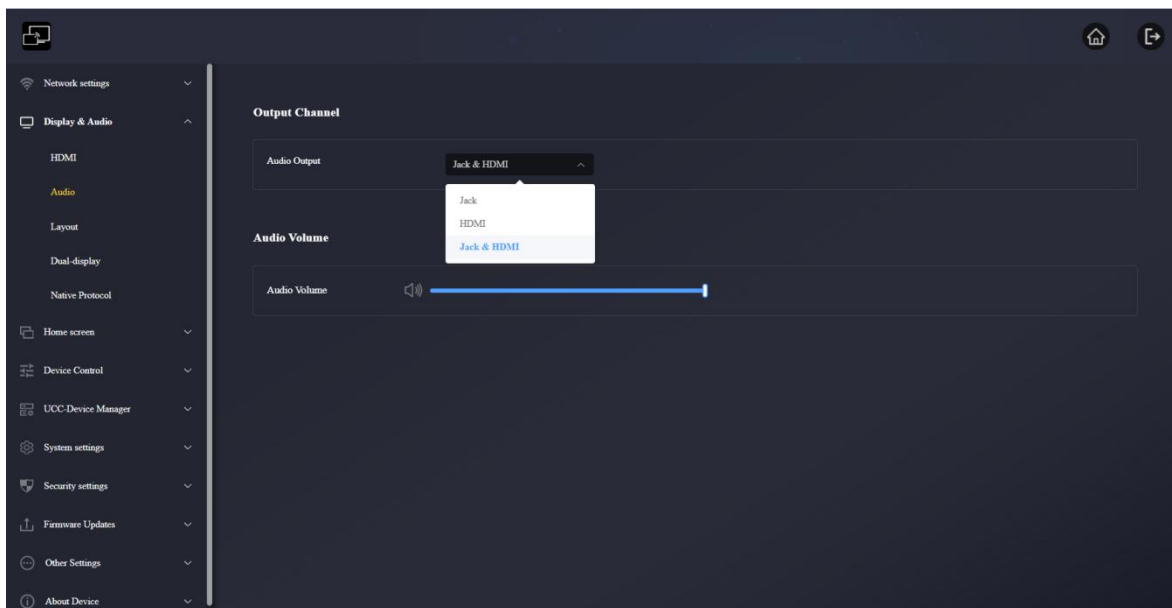 Network settings
Display & Audio
HDMI
Audio
Layout
Dual-display
Native Protocol
Home screen
Device Control
UCC-Device Manager
System settings
Security settings
Firmware Updates
Other Settings
About Device
Output Channel
Audio Output
Jack & HDMI
Jack
HDMI
Jack & HDMI
Audio Volume
Audio Volume